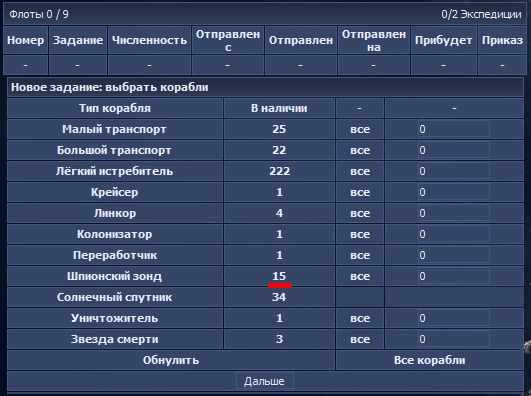 Флоты 0 / 9 0/2 Экспедиции
Номер Задание Численность Отправлен с Отправлен Отправлен на Прибудет Приказ
- - - - - - - -
Новое задание: выбрать корабли
Тип корабля В наличии - -
Малый транспорт 25 все 0
Большой транспорт 22 все 0
Лёгкий истребитель 222 все 0
Крейсер 1 все 0
Линкор 4 все 0
Колонизатор 1 все 0
Переработчик 1 все 0
Шпионский зонд 15 все 0
Солнечный спутник 34
Уничтожитель 1 все 0
Звезда смерти 3 все 0
Обнулить Все корабли
Дальше